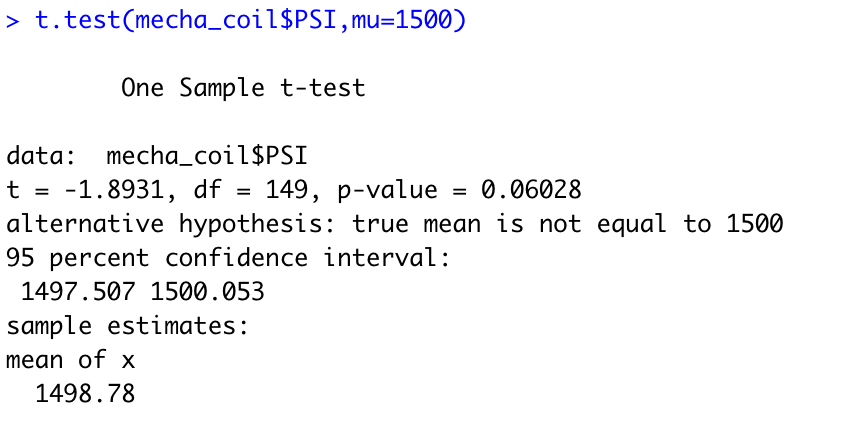 > t.test(mecha_coil$PSI,mu=1500)
One Sample t-test
data:  mecha_coil$PSI
t = -1.8931, df = 149, p-value = 0.06028
alternative hypothesis: true mean is not equal to 1500
95 percent confidence interval:
 1497.507 1500.053
sample estimates:
mean of x
  1498.78